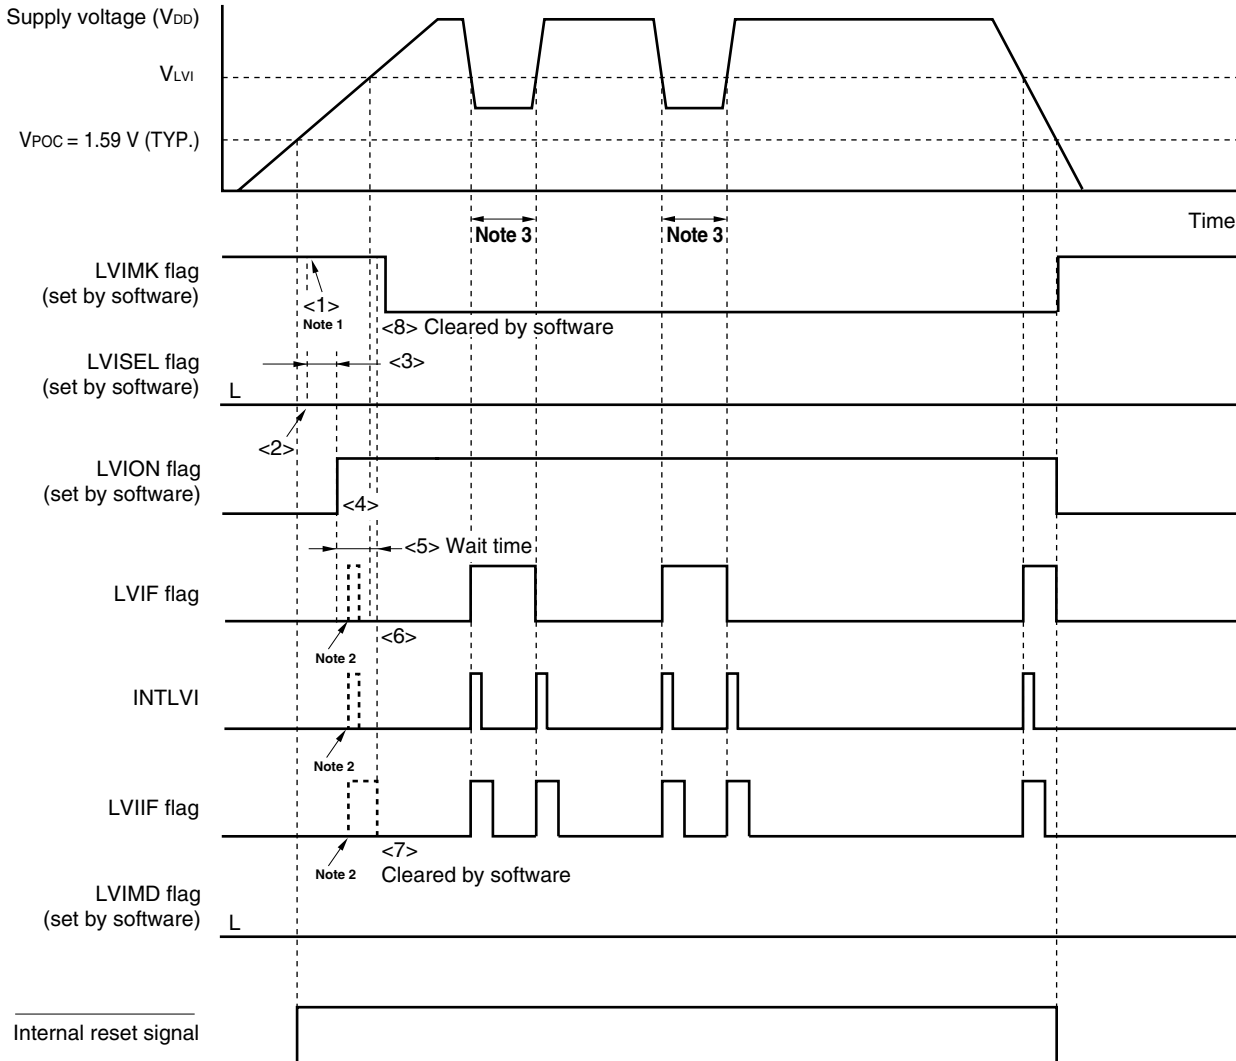 Supply voltage (VDD)
VLVI
VPOC = 1.59 V (TYP.)
Time
Note 3
Note 3
LVIMK flag
(set by software)
<1>
Note 1
<8> Cleared by software
LVISEL flag
(set by software)
<3>
L
<2>
LVION flag
(set by software)
<4>
<5> Wait time
LVIF flag
<6>
Note 2
INTLVI
Note 2
LVIIF flag
<7>
Note 2
Cleared by software
LVIMD flag
(set by software)
L
Internal reset signal